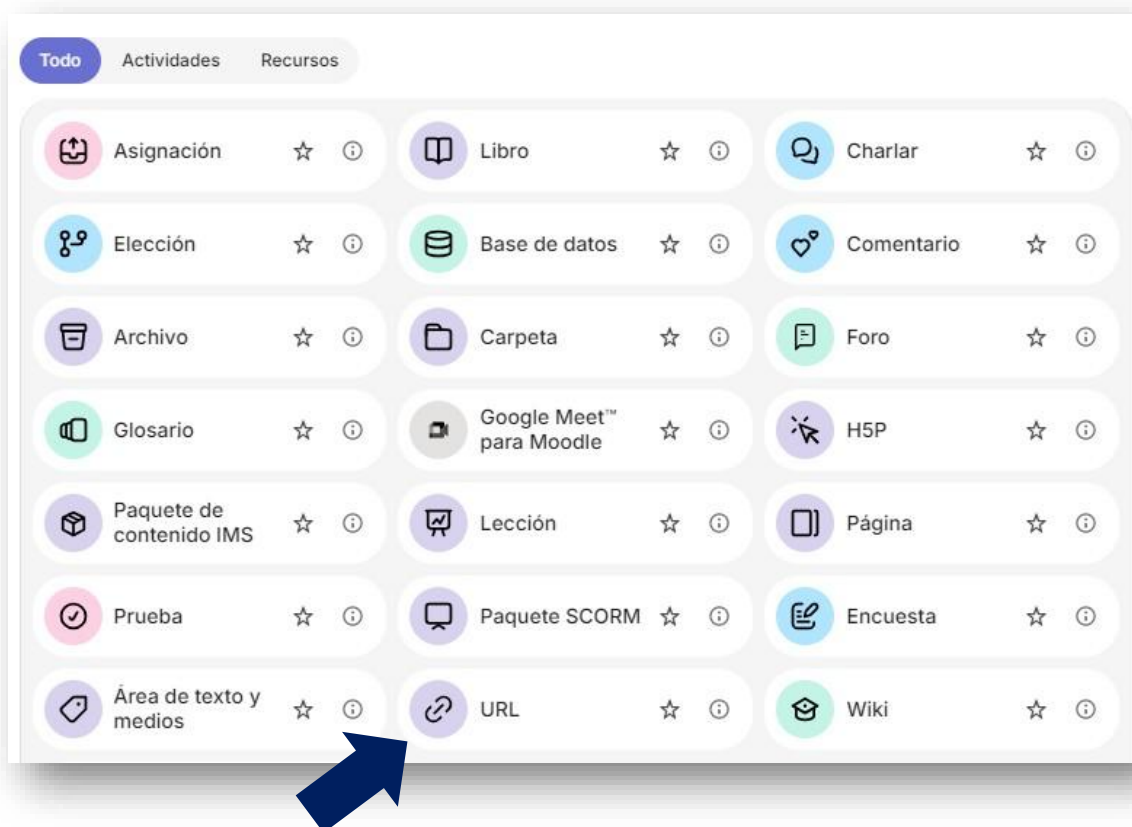 Todo Actividades Recursos
Asignación Libro Charlar
Elección Base de datos Comentario
Archivo Carpeta Foro
Glosario Google Meet™ para Moodle H5P
Paquete de contenido IMS Lección Página
Prueba Paquete SCORM Encuesta
Área de texto y medios URL Wiki